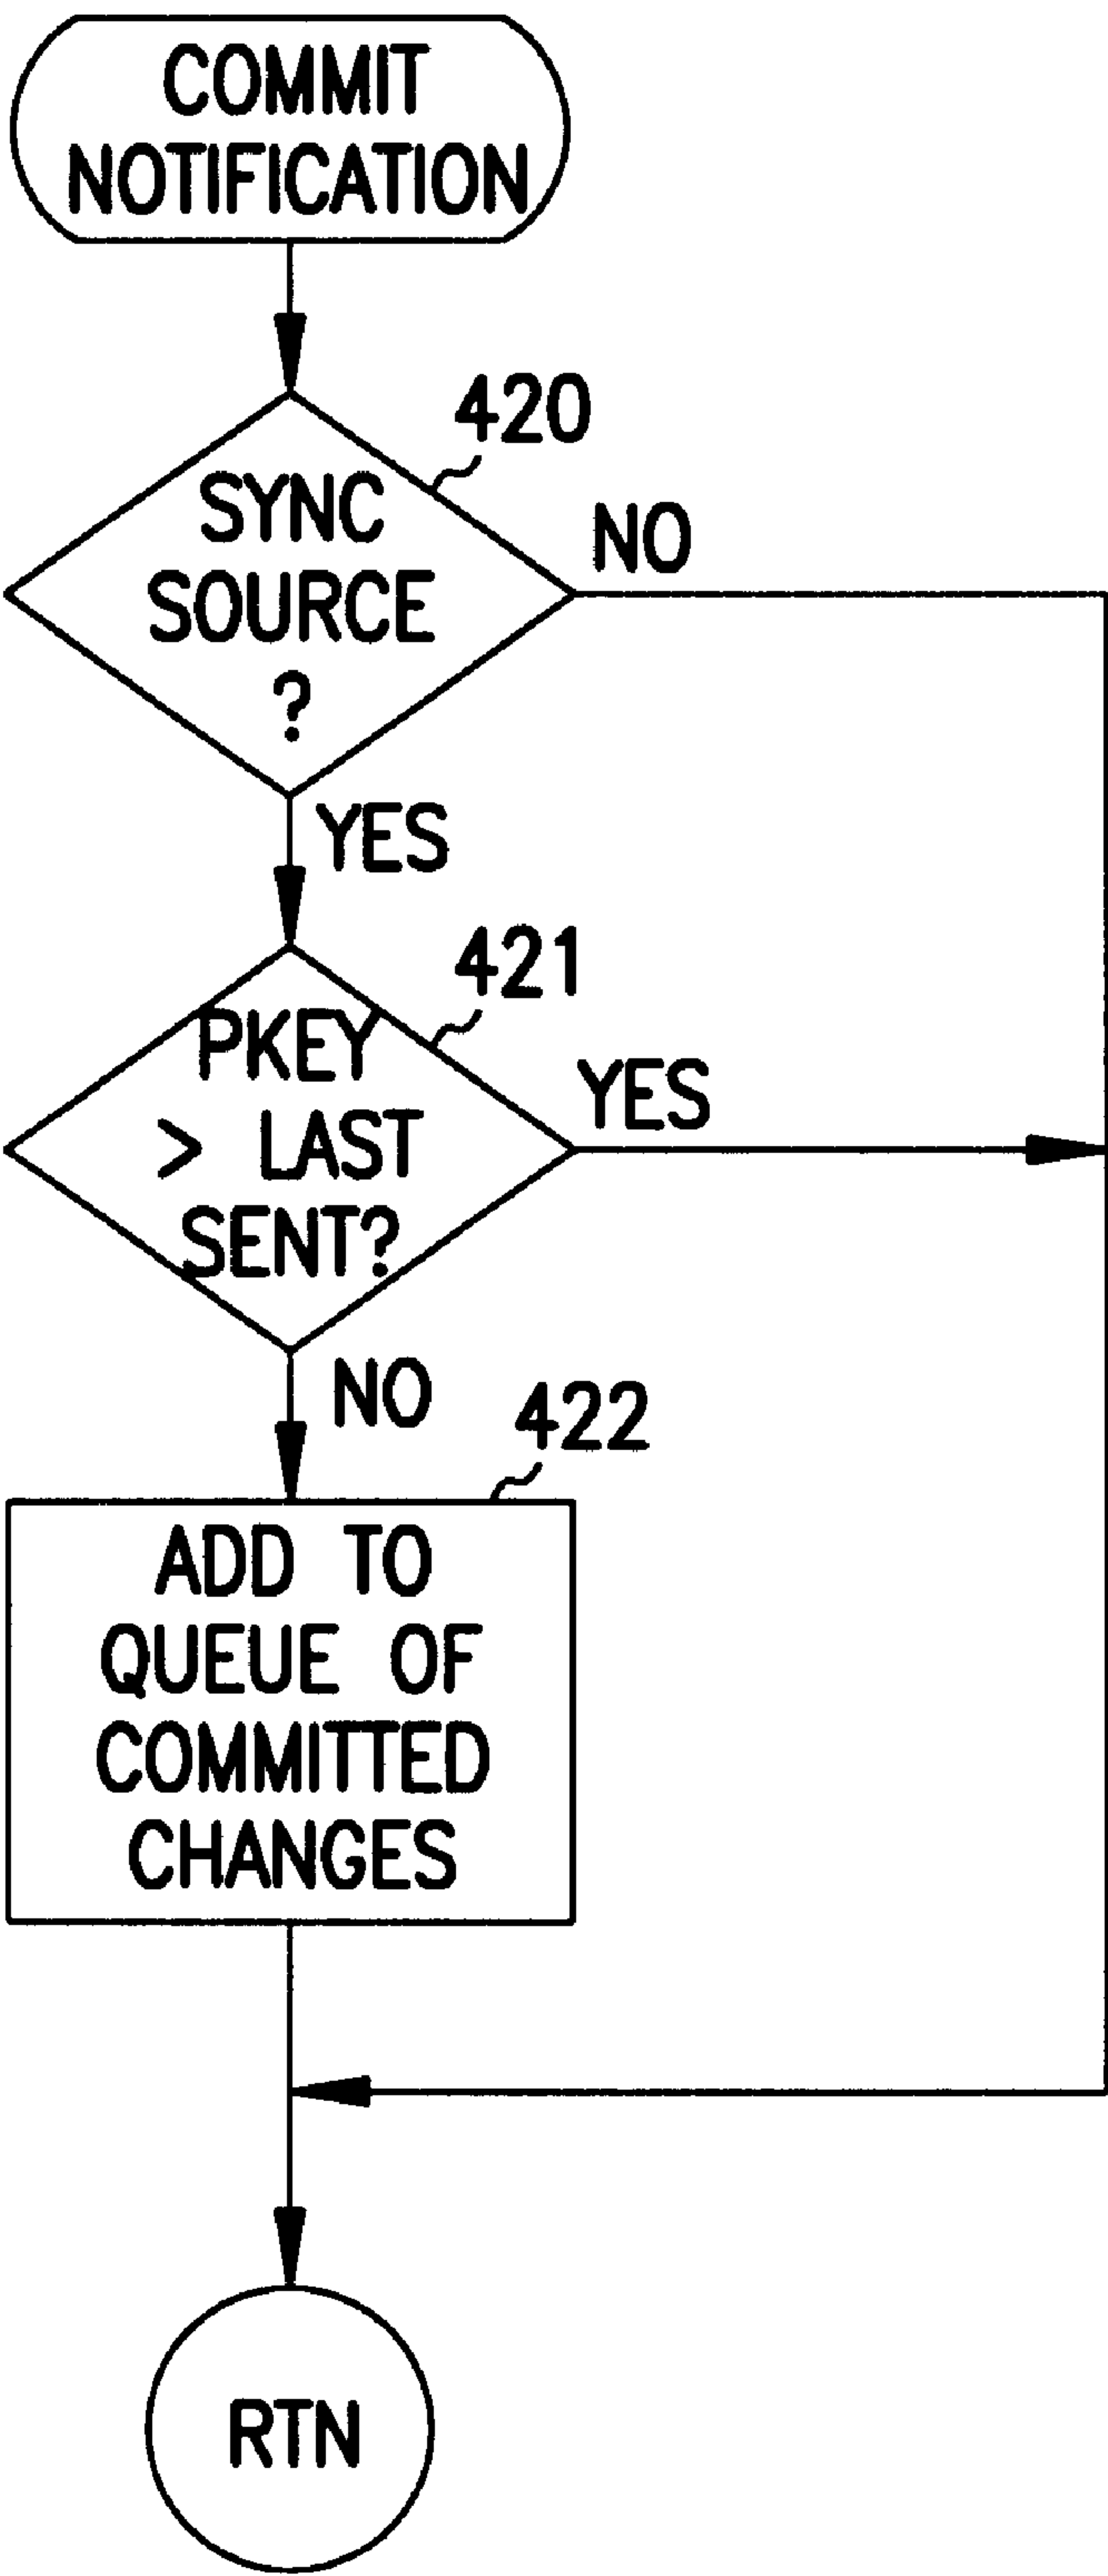 COMMIT
NOTIFICATION
420
SYNC
SOURCE
?
NO
YES
421
PKEY
> LAST
SENT?
YES
NO
422
ADD TO
QUEUE OF
COMMITTED
CHANGES
RTN